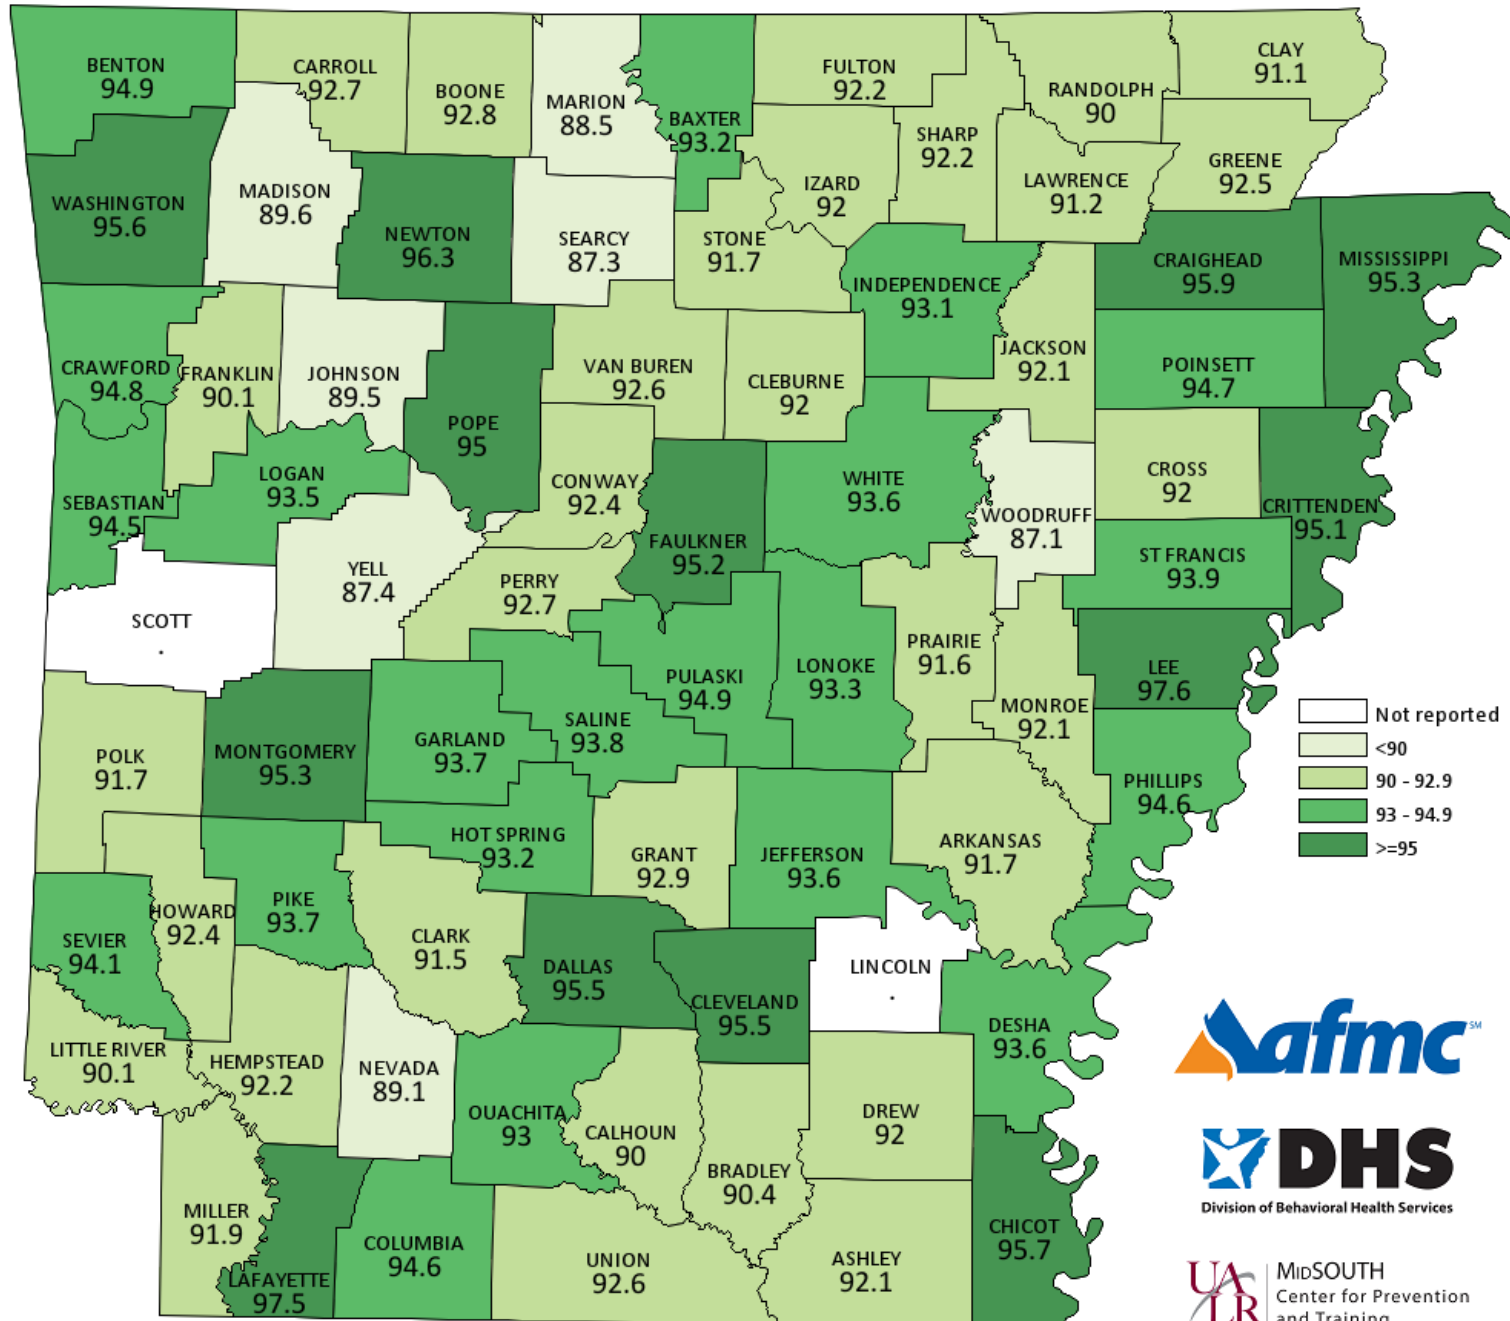 BENTON
94.9
CARROLL
92.7
BOONE
92.8
MARION
88.5
BAXTER
93.2
FULTON
92.2
RANDOLPH
90
CLAY
91.1
SHARP
92.2
IZARD
92
LAWRENCE
91.2
GREENE
92.5
WASHINGTON
95.6
MADISON
89.6
NEWTON
96.3
SEARCY
87.3
STONE
91.7
INDEPENDENCE
93.1
CRAIGHEAD
95.9
MISSISSIPPI
95.3
CRAWFORD
94.8
FRANKLIN
90.1
JOHNSON
89.5
POPE
95
VAN BUREN
92.6
CLEBURNE
92
JACKSON
92.1
POINSETT
94.7
SEBASTIAN
94.5
LOGAN
93.5
CONWAY
92.4
WHITE
93.6
WOODRUFF
87.1
CROSS
92
CRITTENDEN
95.1
FAULKNER
95.2
ST FRANCIS
93.9
YELL
87.4
PERRY
92.7
SCOTT
.
PULASKI
94.9
LONOKE
93.3
PRAIRIE
91.6
LEE
97.6
MONROE
92.1
POLK
91.7
MONTGOMERY
95.3
GARLAND
93.7
SALINE
93.8
PHILLIPS
94.6
HOT SPRING
93.2
GRANT
92.9
JEFFERSON
93.6
ARKANSAS
91.7
SEVIER
94.1
HOWARD
92.4
PIKE
93.7
CLARK
91.5
DALLAS
95.5
CLEVELAND
95.5
LINCOLN
.
DESHA
93.6
LITTLE RIVER
90.1
HEMPSTEAD
92.2
NEVADA
89.1
OUACHITA
93
CALHOUN
90
BRADLEY
90.4
DREW
92
MILLER
91.9
LAFAYETTE
97.5
COLUMBIA
94.6
UNION
92.6
ASHLEY
92.1
CHICOT
95.7
Not reported
<90
90 - 92.9
93 - 94.9
>=95
afmc SM
DHS
Division of Behavioral Health Services
UALR
MIDSOUTH
Center for Prevention
and Training